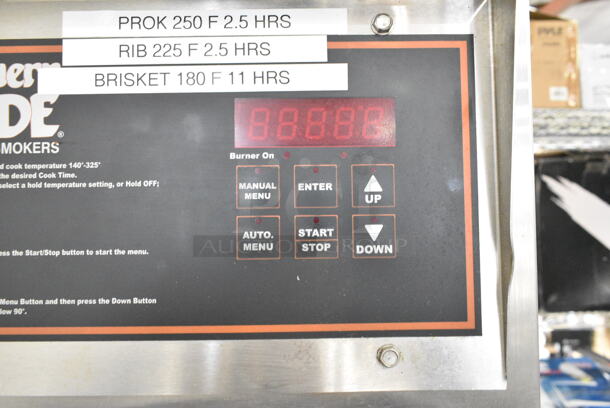 PROK 250 F 2.5 HRS
RIB 225 F 2.5 HRS
BRISKET 180 F 11 HRS
DE®
SMOKERS
d cook temperature 140°-325°
the desired Cook Time.
select a hold temperature setting, or Hold OFF;
Burner On
MANUAL MENU
ENTER
UP
AUTO. MENU
START STOP
DOWN
ress the Start/Stop button to start the menu.
Menu Button and then press the Down Button
low 90°.
PYLE